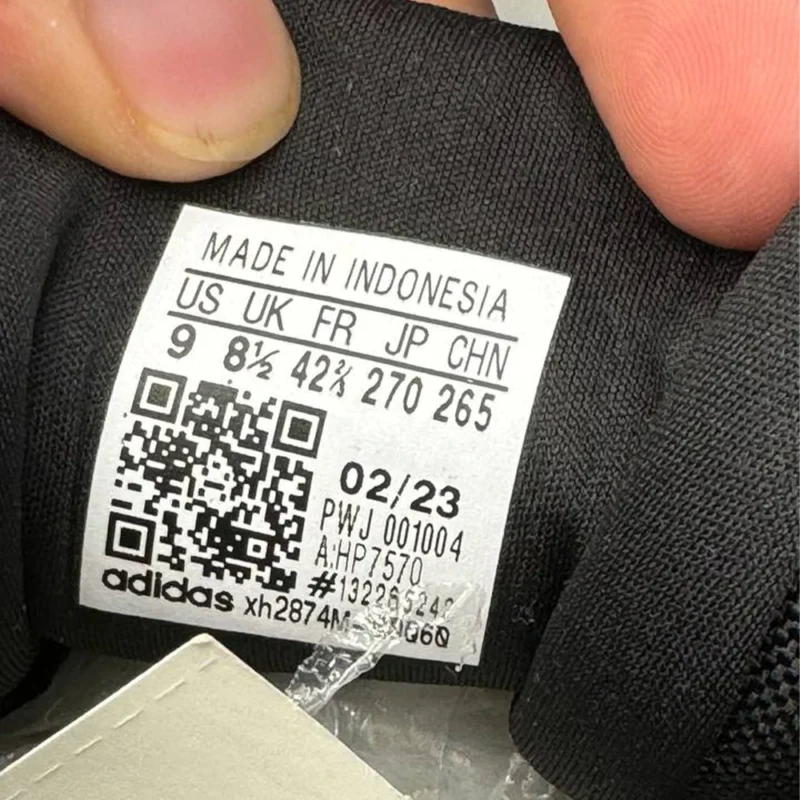 MADE IN INDONESIA
US UK FR JP CHN
9 8½ 42⅔ 270 265
02/23
PWJ 001004
A:HP7570
adidas